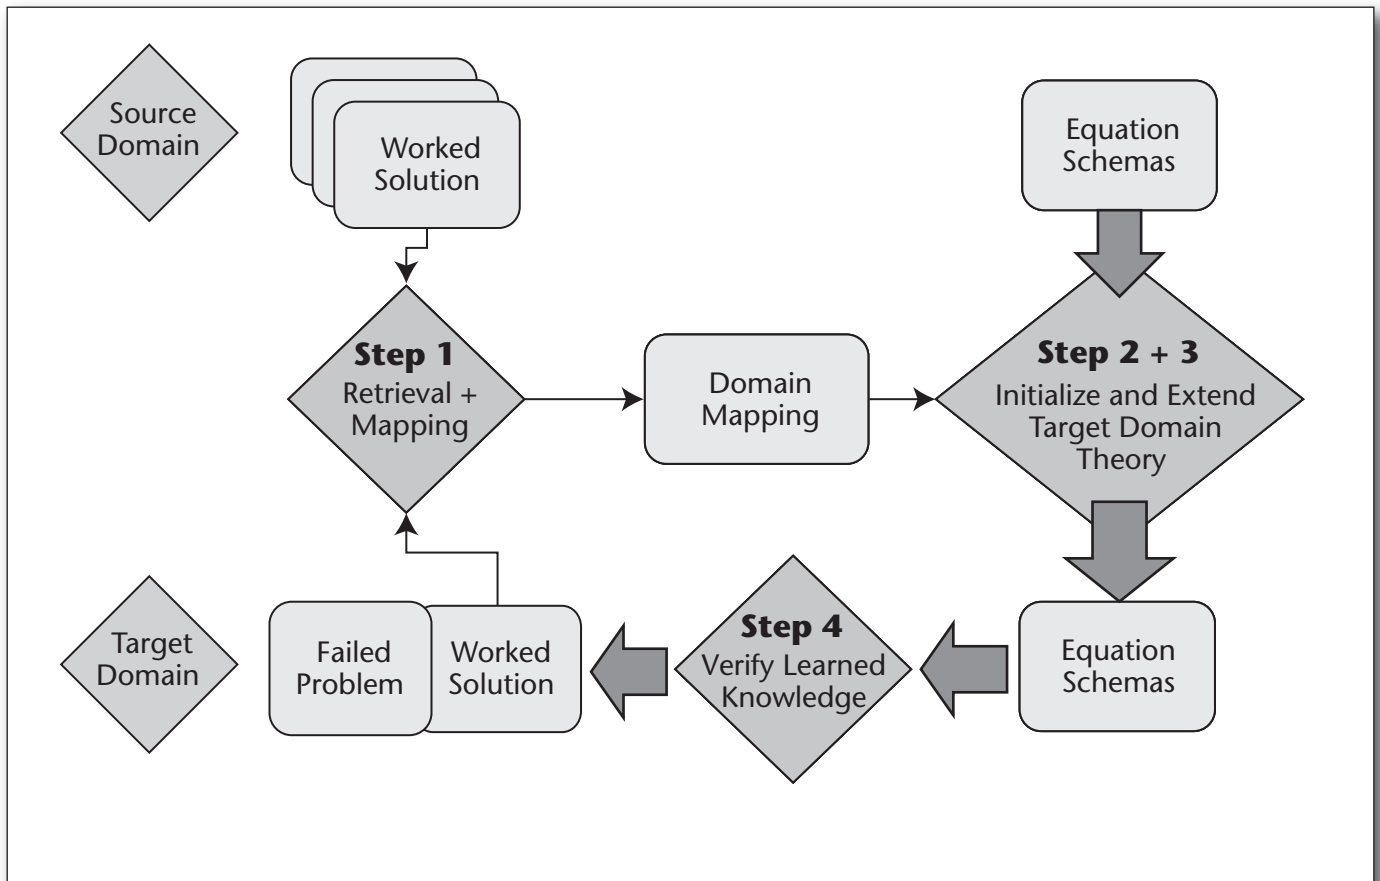 Source
Domain
Worked
Solution
Equation
Schemas
Step 1
Retrieval +
Mapping
Domain
Mapping
Step 2 + 3
Initialize and Extend
Target Domain
Theory
Target
Domain
Failed
Problem
Worked
Solution
Step 4
Verify Learned
Knowledge
Equation
Schemas